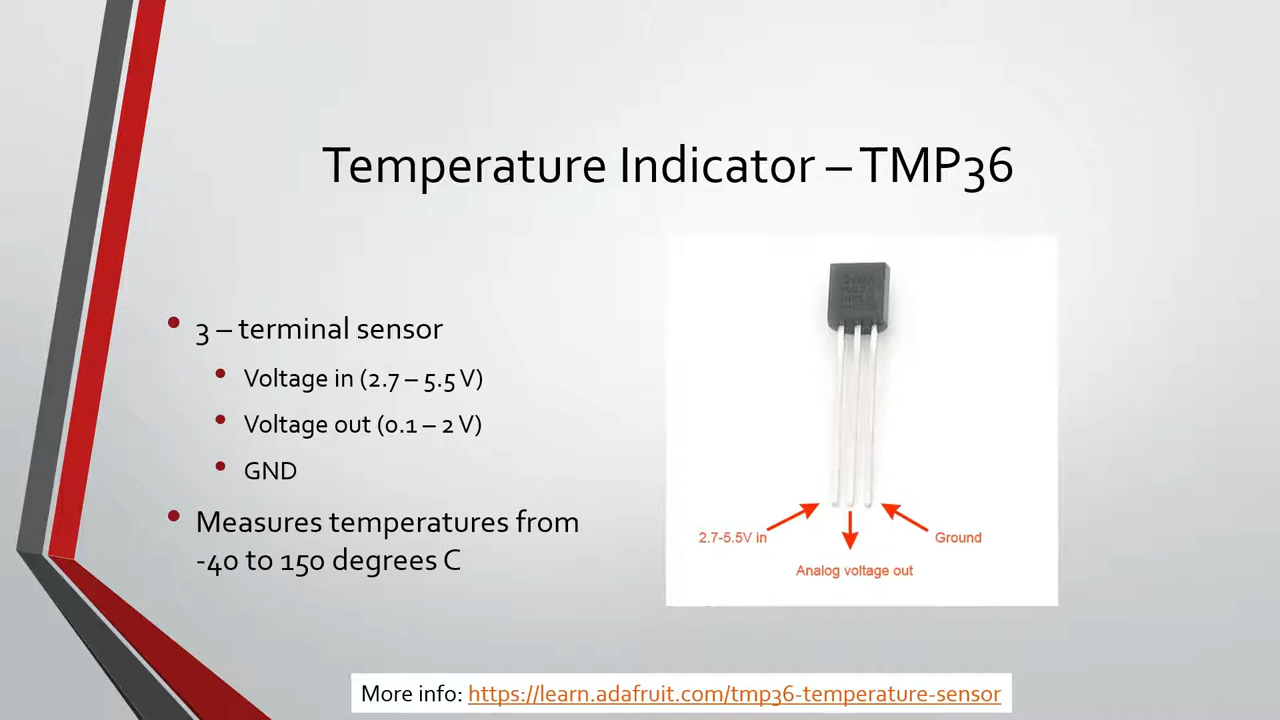 Temperature Indicator – TMP36
• 3 – terminal sensor
• Voltage in (2.7 – 5.5 V)
• Voltage out (0.1 – 2 V)
• GND
• Measures temperatures from
-40 to 150 degrees C
2.7-5.5V in
Ground
Analog voltage out
More info: https://learn.adafruit.com/tmp36-temperature-sensor